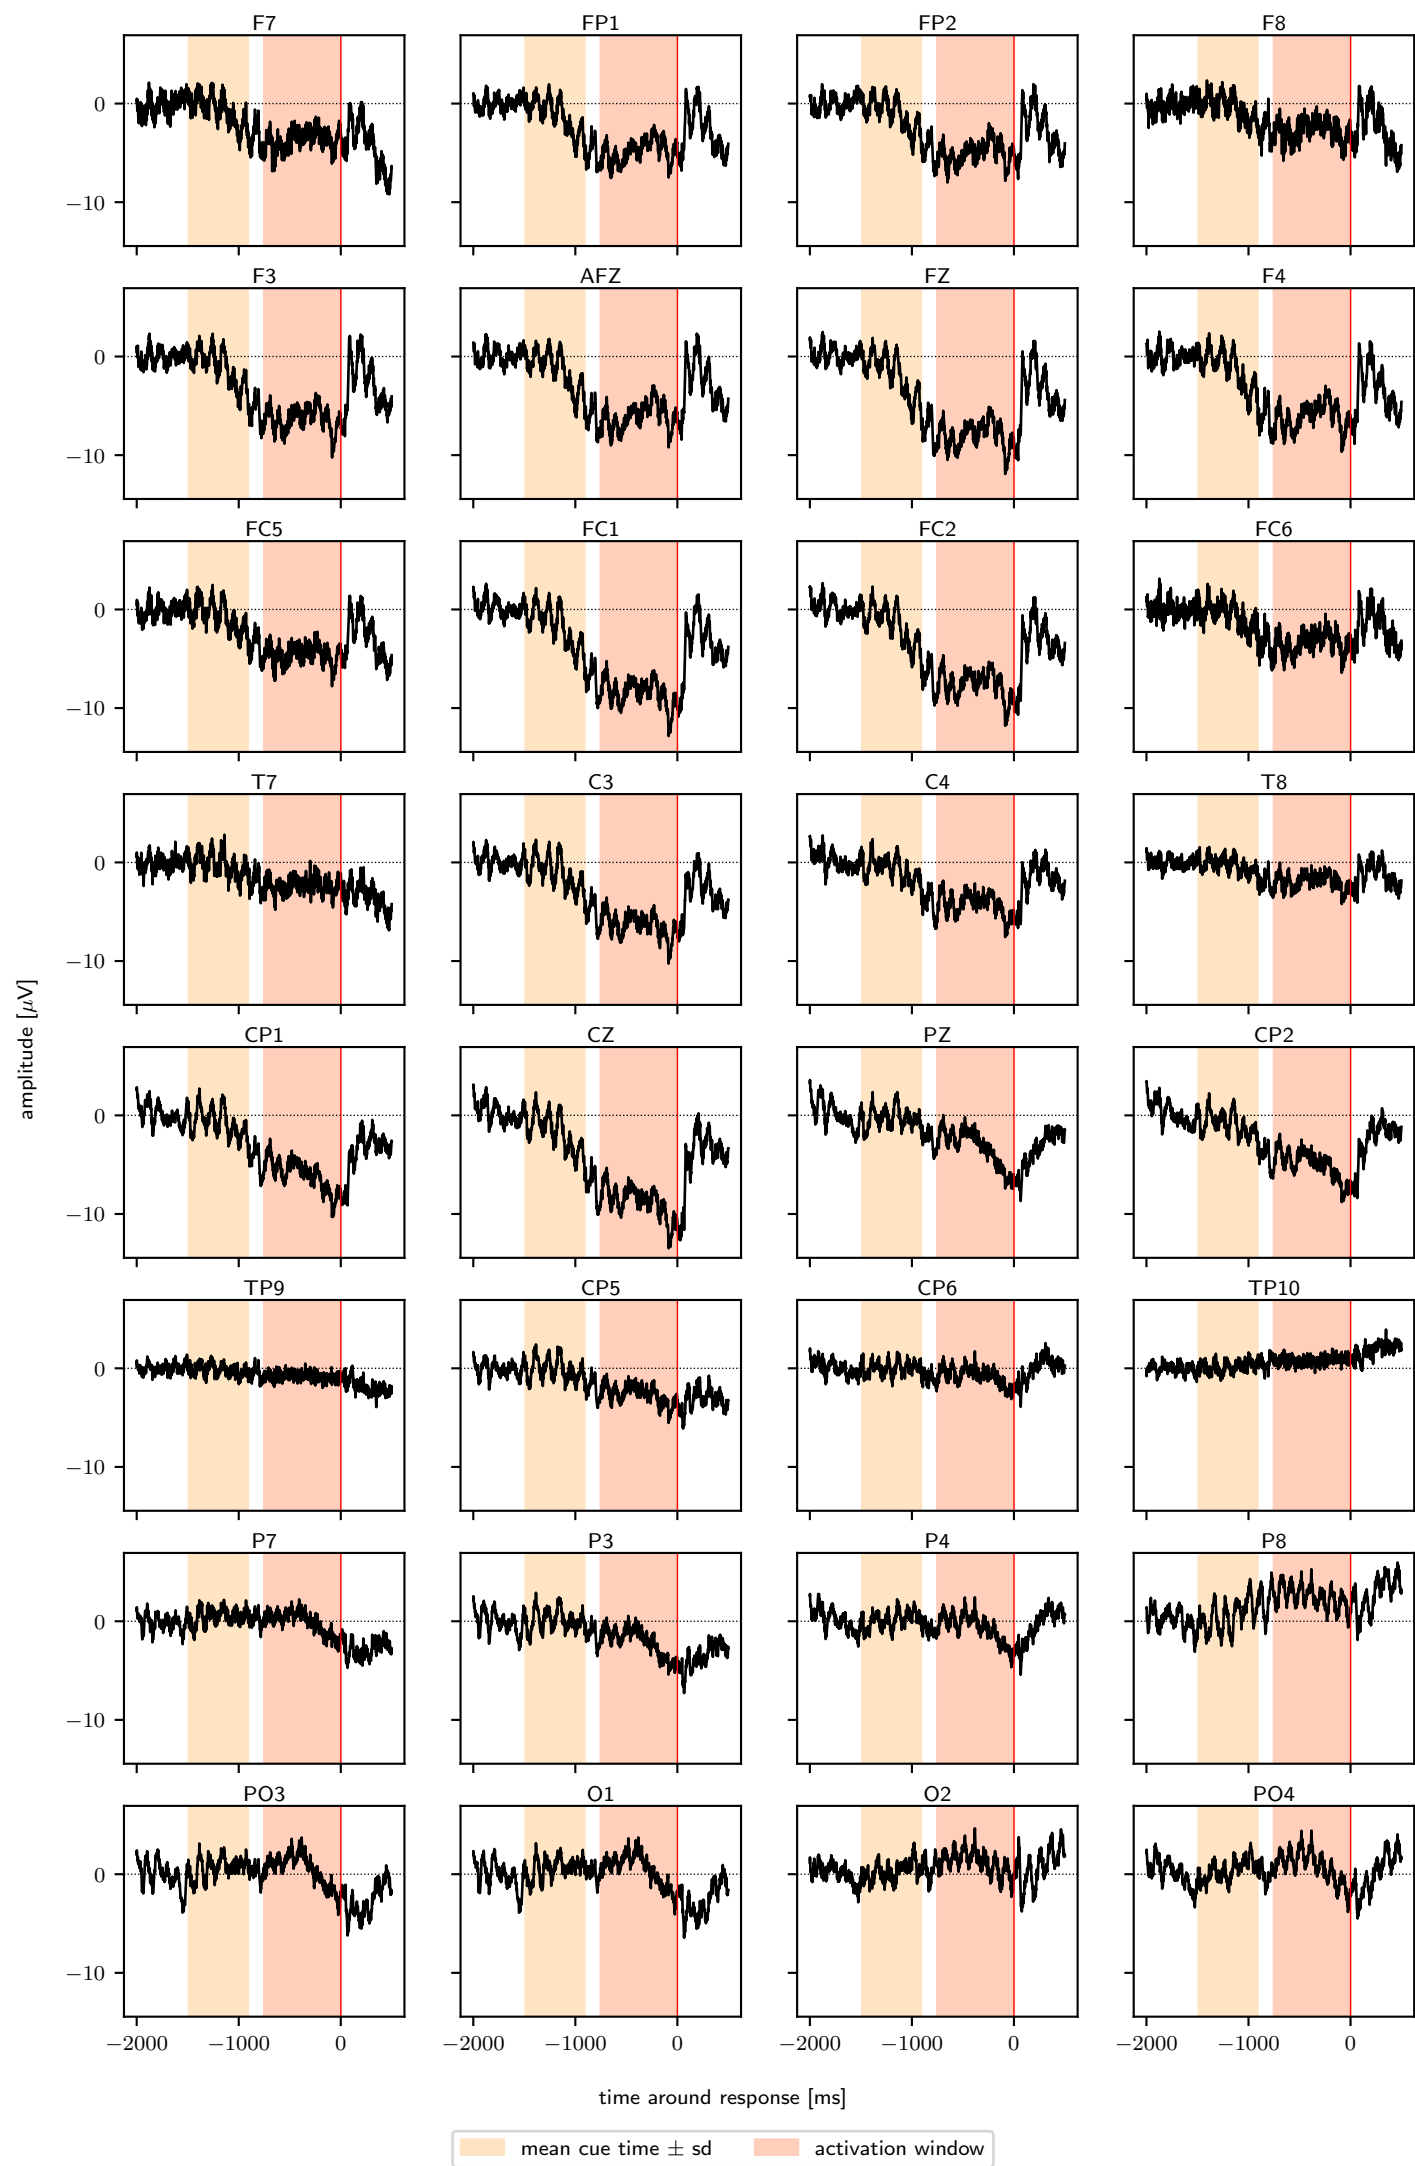 F7 FP1 FP2 F8
0
−10
F3 AFZ FZ F4
0
−10
FC5 FC1 FC2 FC6
0
−10
T7 C3 C4 T8
0
−10
amplitude [μV]
CP1 CZ PZ CP2
0
−10
TP9 CP5 CP6 TP10
0
−10
P7 P3 P4 P8
0
−10
PO3 O1 O2 PO4
0
−10
−2000 −1000 0 −2000 −1000 0 −2000 −1000 0 −2000 −1000 0
time around response [ms]
mean cue time ± sd activation window